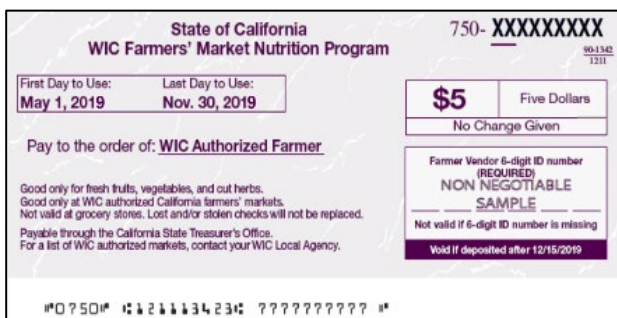 State of California
WIC Farmers' Market Nutrition Program
750- XXXXXXXXX
90-1342
1211
First Day to Use: Last Day to Use:
May 1, 2019 Nov. 30, 2019
$5 Five Dollars
No Change Given
Pay to the order of: WIC Authorized Farmer
Farmer Vendor 6-digit ID number
(REQUIRED)
NON NEGOTIABLE
SAMPLE
Not valid if 6-digit ID number is missing
Void if deposited after 12/15/2019
Good only for fresh fruits, vegetables, and cut herbs.
Good only at WIC authorized California farmers' markets.
Not valid at grocery stores. Lost and/or stolen checks will not be replaced.
Payable through the California State Treasurer's Office.
For a list of WIC authorized markets, contact your WIC Local Agency.
⑈0750⑈ ⑆121113423⑆ ?????????? ⑈